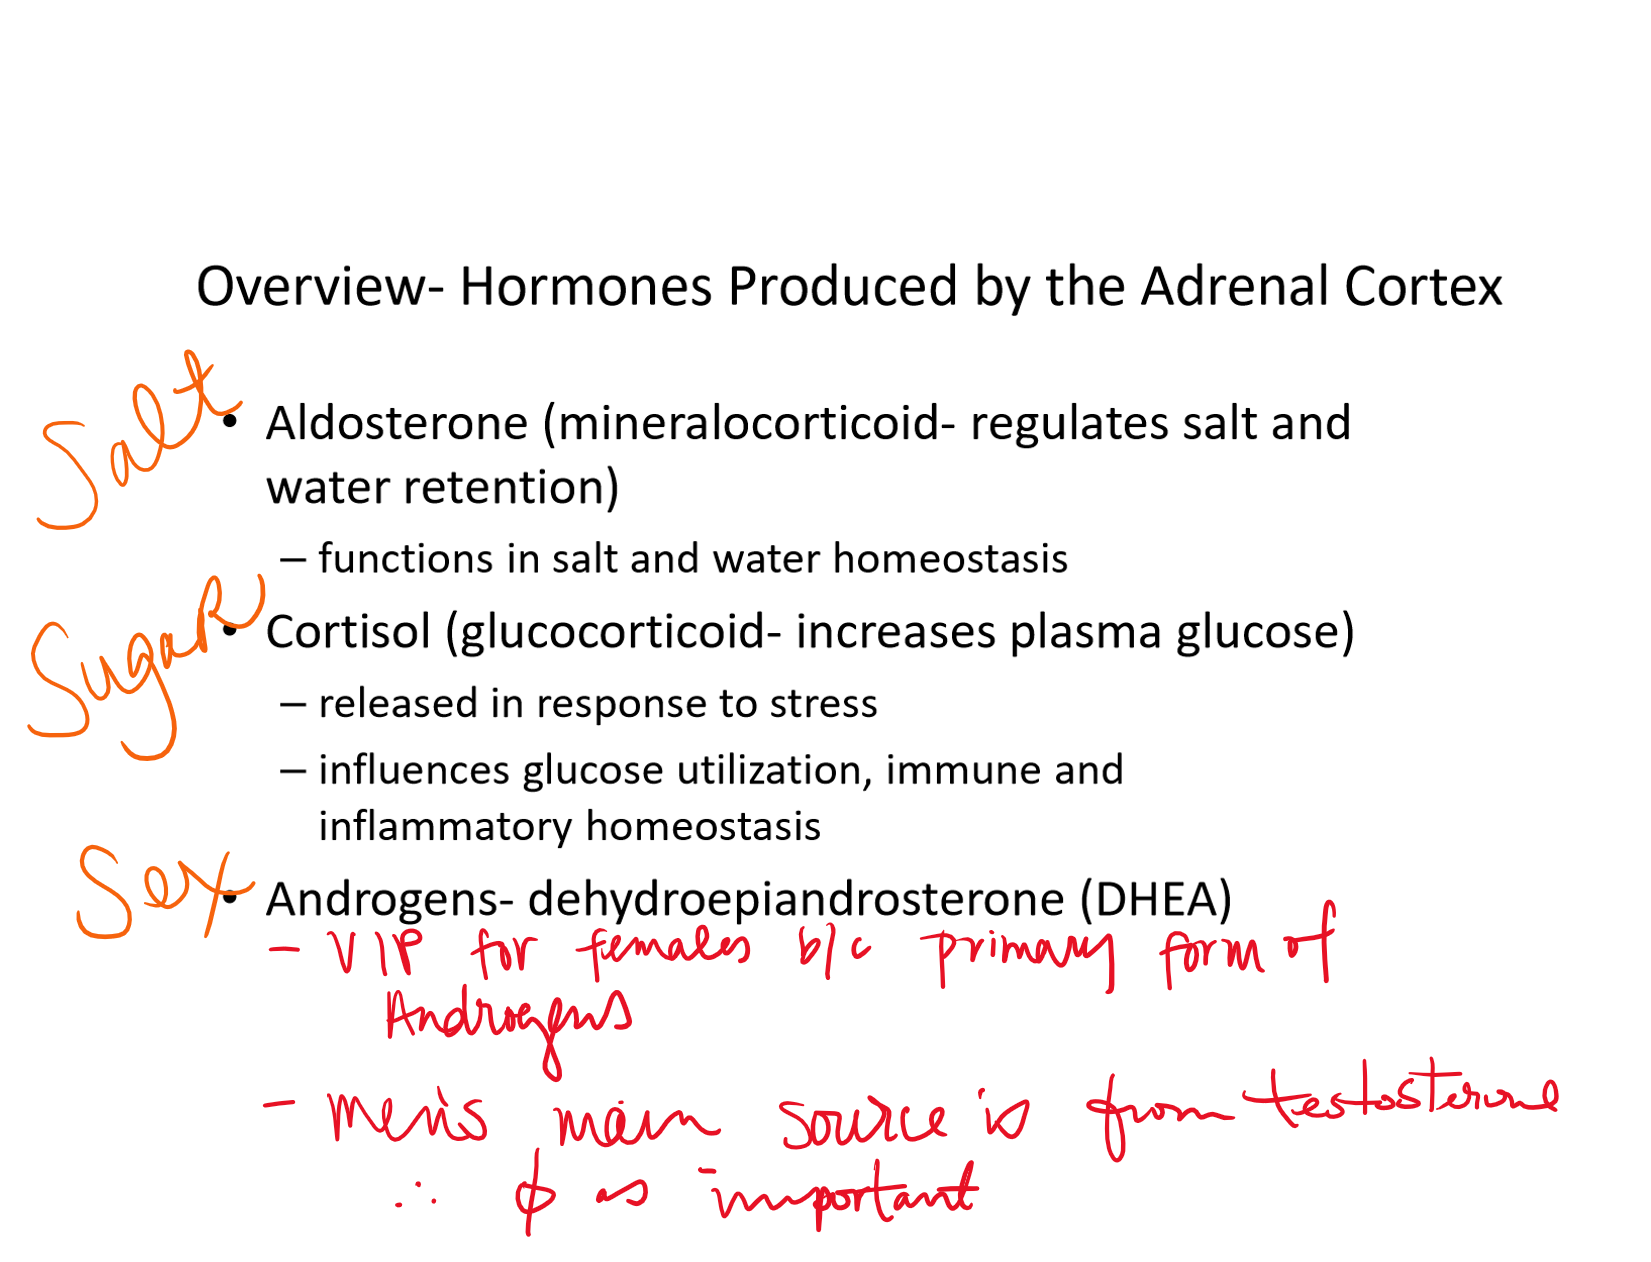 Overview- Hormones Produced by the Adrenal Cortex
Salt
• Aldosterone (mineralocorticoid- regulates salt and
water retention)
– functions in salt and water homeostasis
Sugar
• Cortisol (glucocorticoid- increases plasma glucose)
– released in response to stress
– influences glucose utilization, immune and
inflammatory homeostasis
Sex
• Androgens- dehydroepiandrosterone (DHEA)
- VIP for females b/c primary form of
Androgens
- Men's main source is from testosterone
∴ ϕ as important